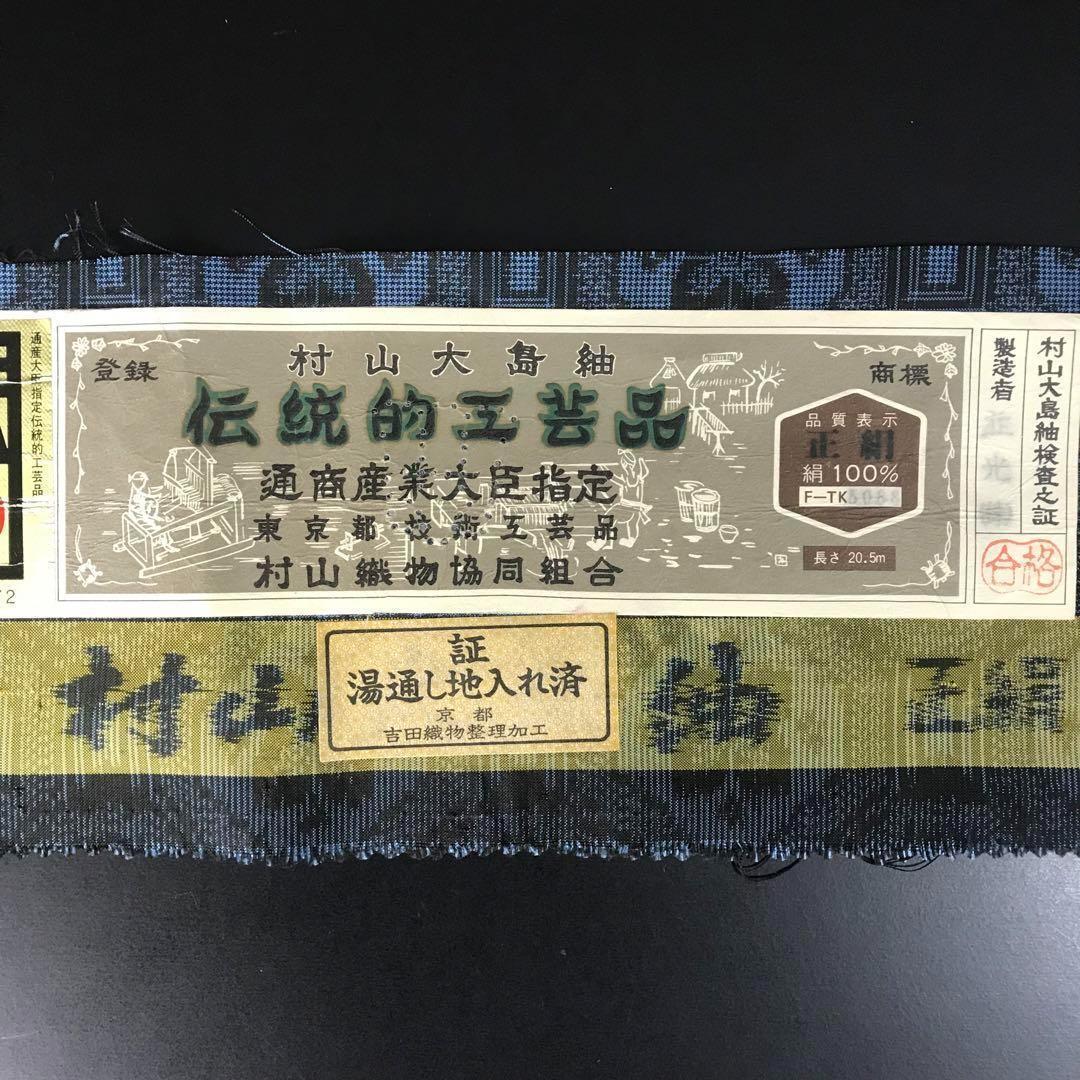 通産大臣指定伝統的工芸品
登録
村山大島紬
商標
伝統的工芸品
通商産業大臣指定
東京都技術工芸品
村山織物協同組合
品質表示
正絹
絹 100%
F－TK
長さ 20.5m
村山大島紬検査之証
製造者
合格
証
湯通し地入れ済
京都
吉田織物整理加工
村山 紬 正絹